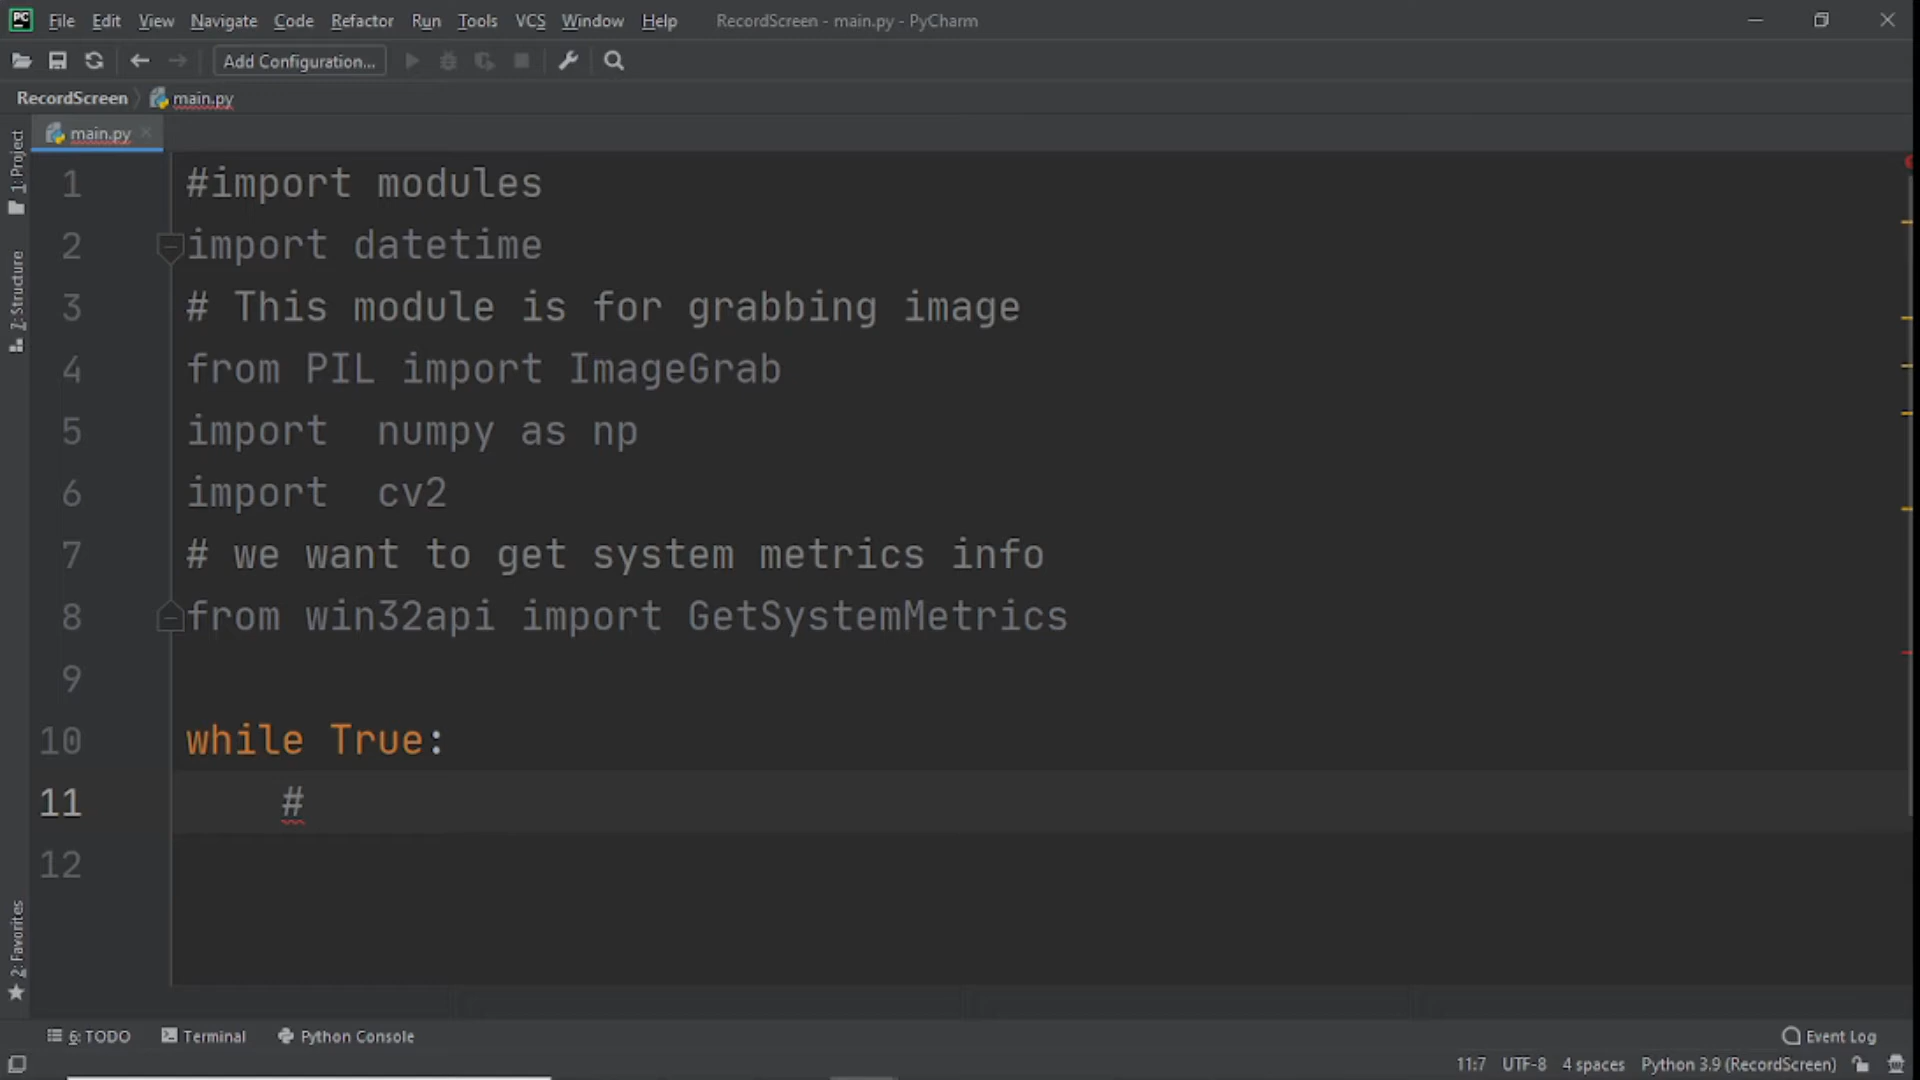 PC File Edit View Navigate Code Refactor Run Tools VCS Window Help RecordScreen - main.py - PyCharm
Add Configuration...
RecordScreen main.py
main.py
1: Project
7: Structure
2: Favorites
1 #import modules
2 import datetime
3 # This module is for grabbing image
4 from PIL import ImageGrab
5 import  numpy as np
6 import  cv2
7 # we want to get system metrics info
8 from win32api import GetSystemMetrics
9
10 while True:
11     #
12
6: TODO Terminal Python Console Event Log
11:7 UTF-8 4 spaces Python 3.9 (RecordScreen)